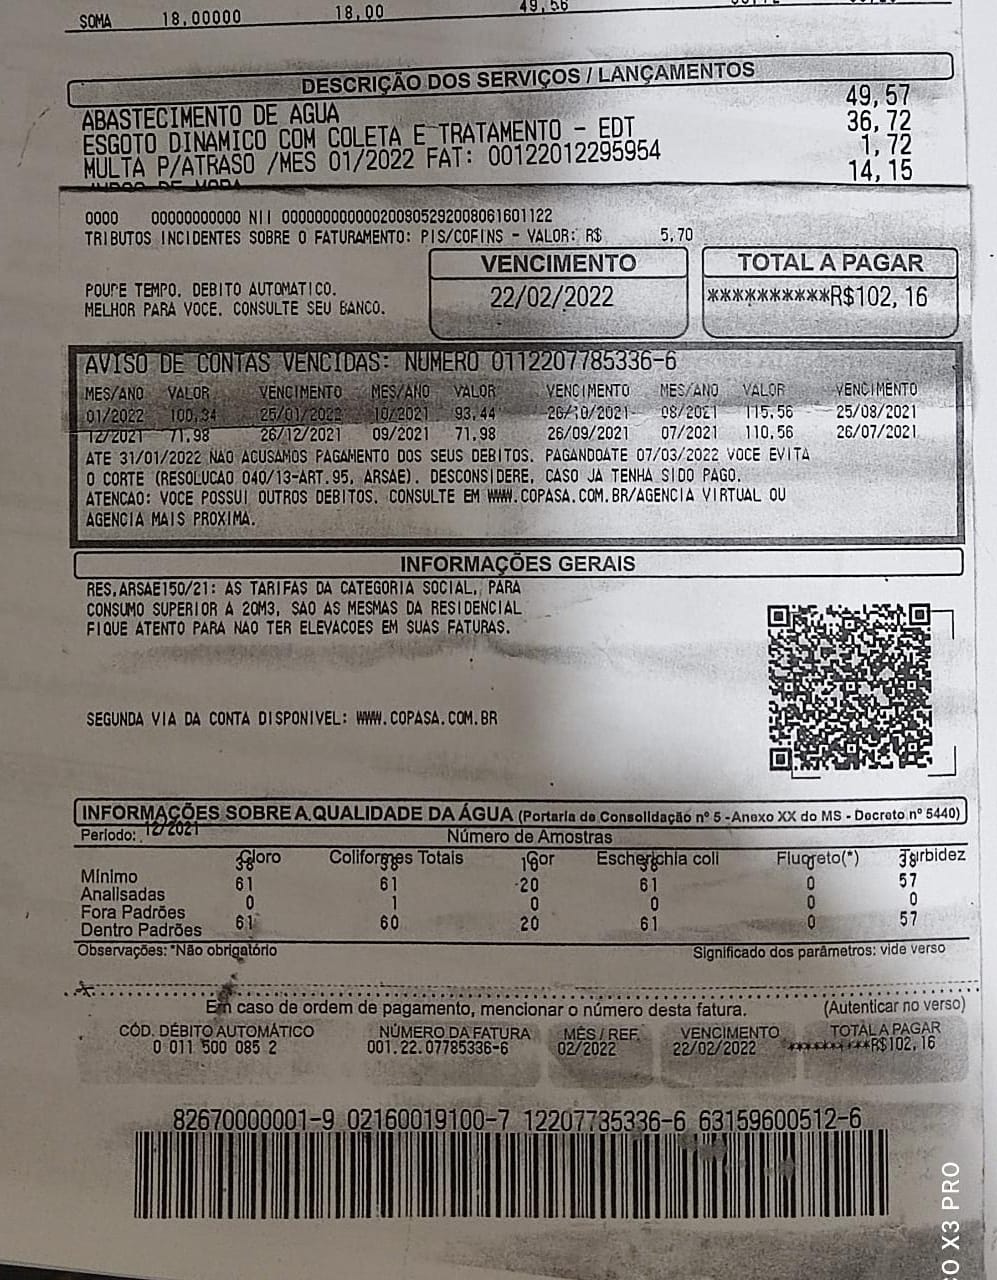 SOMA 18,00000 18,00 49,56
DESCRIÇÃO DOS SERVIÇOS / LANÇAMENTOS
ABASTECIMENTO DE AGUA 49,57
ESGOTO DINAMICO COM COLETA E TRATAMENTO - EDT 36,72
MULTA P/ATRASO /MES 01/2022 FAT: 00122012295954 1,72
14,15
0000 00000000000 NII 00000000000020080529200806160112​2
TRIBUTOS INCIDENTES SOBRE O FATURAMENTO: PIS/COFINS - VALOR: R$ 5,70
VENCIMENTO TOTAL A PAGAR
POUPE TEMPO. DEBITO AUTOMATICO. 22/02/2022 **********R$102,16
MELHOR PARA VOCE. CONSULTE SEU BANCO.
AVISO DE CONTAS VENCIDAS: NUMERO 0112207785336-6
MES/ANO VALOR VENCIMENTO MES/ANO VALOR VENCIMENTO MES/ANO VALOR VENCIMENTO
01/2022 100,34 25/01/2022 10/2021 93,44 26/10/2021 08/2021 115,56 25/08/2021
12/2021 71,98 26/12/2021 09/2021 71,98 26/09/2021 07/2021 110,56 26/07/2021
ATE 31/01/2022 NAO ACUSAMOS PAGAMENTO DOS SEUS DEBITOS. PAGANDOATE 07/03/2022 VOCE EVITA
O CORTE (RESOLUCAO 040/13-ART.95, ARSAE). DESCONSIDERE, CASO JA TENHA SIDO PAGO.
ATENCAO: VOCE POSSUI OUTROS DEBITOS. CONSULTE EM WWW.COPASA.COM.BR/AGENCIA VIRTUAL OU
AGENCIA MAIS PROXIMA.
INFORMAÇÕES GERAIS
RES.ARSAE150/21: AS TARIFAS DA CATEGORIA SOCIAL, PARA
CONSUMO SUPERIOR A 20M3, SAO AS MESMAS DA RESIDENCIAL
FIQUE ATENTO PARA NAO TER ELEVACOES EM SUAS FATURAS.
SEGUNDA VIA DA CONTA DISPONIVEL: WWW.COPASA.COM.BR
INFORMAÇÕES SOBRE A QUALIDADE DA ÁGUA (Portaria de Consolidação nº 5 -Anexo XX do MS - Decreto nº 5440)
Período: 12/2021 Número de Amostras
Cloro Coliformes Totais Cor Escherichia coli Fluoreto(*) Turbidez
Mínimo 38 38 10 38 0 38
Analisadas 61 61 20 61 0 57
Fora Padrões 0 1 0 0 0 0
Dentro Padrões 61 60 20 61 0 57
Observações: *Não obrigatório Significado dos parâmetros: vide verso
Em caso de ordem de pagamento, mencionar o número desta fatura. (Autenticar no verso)
CÓD. DÉBITO AUTOMÁTICO NÚMERO DA FATURA MÊS / REF. VENCIMENTO TOTAL A PAGAR
0 011 500 085 2 001.22.07785336-6 02/2022 22/02/2022 **********R$102,16
82670000001-9 02160019100-7 12207735336-6 63159600512-6
O X3 PRO